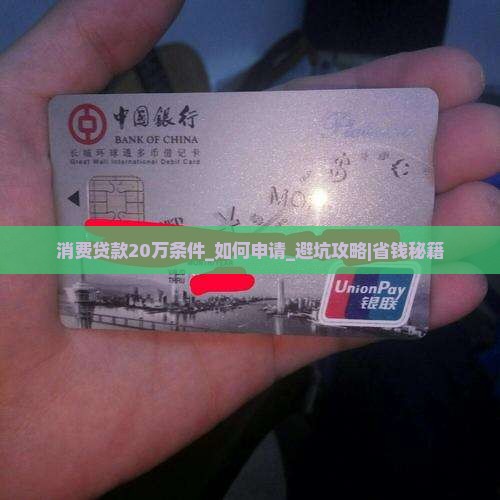 中国银行
BANK OF CHINA
长城环球通多币借记卡
Great Wall International Debit Card
MO
消费贷款20万条件_如何申请_避坑攻略|省钱秘籍
THRU
UnionPay
银联